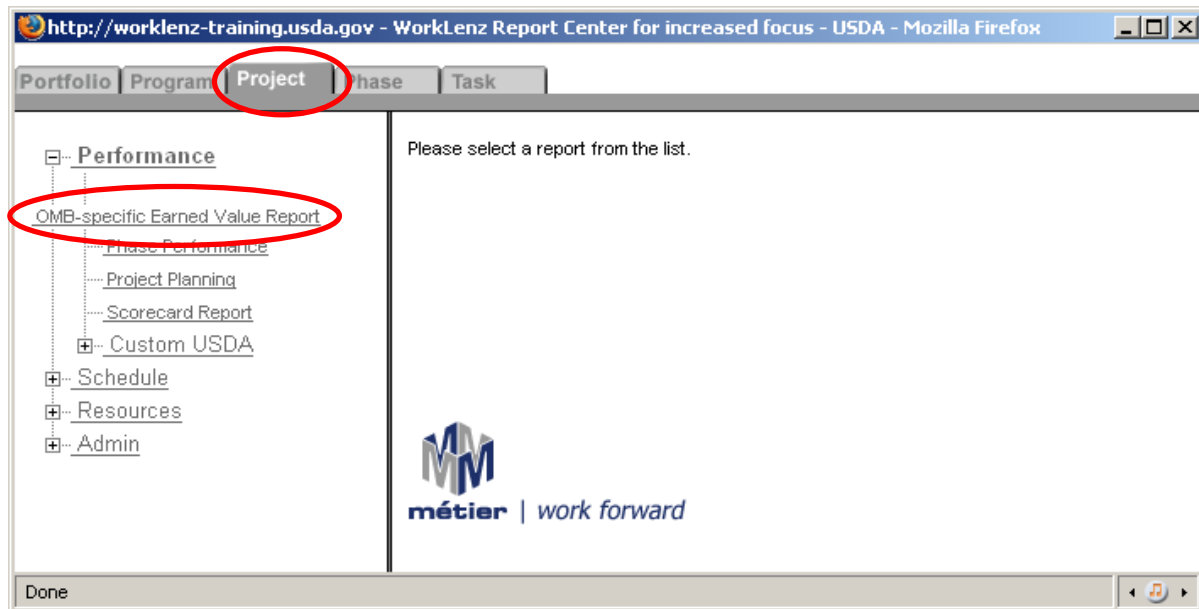 http://worklenz-training.usda.gov - WorkLenz Report Center for increased focus - USDA - Mozilla Firefox
Portfolio Program Project Phase Task
Performance
Please select a report from the list.
OMB-specific Earned Value Report
Phase Performance
Project Planning
Scorecard Report
Custom USDA
Schedule
Resources
Admin
métier | work forward
Done